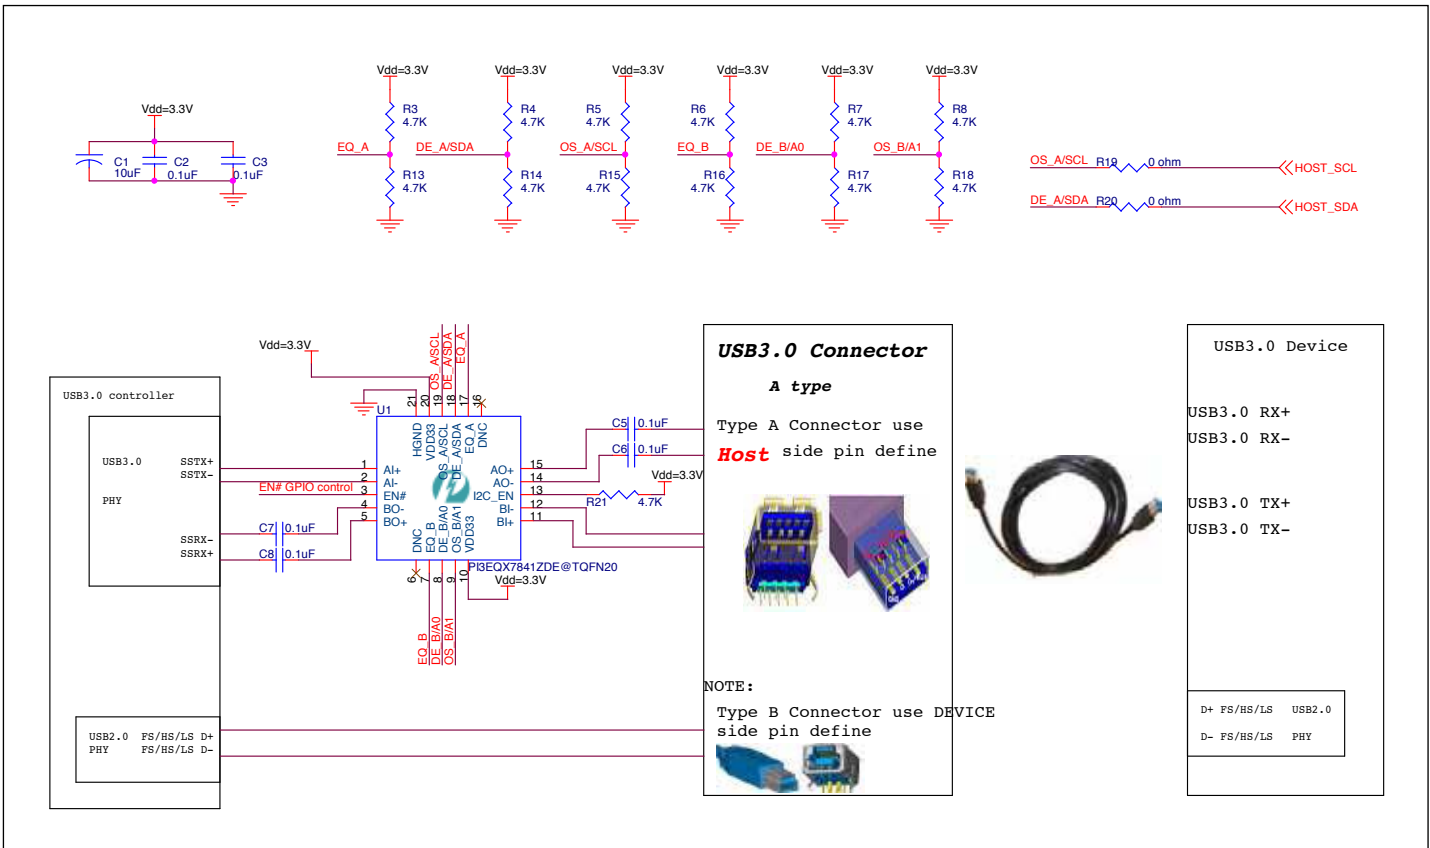 Vdd=3.3V Vdd=3.3V Vdd=3.3V Vdd=3.3V Vdd=3.3V Vdd=3.3V
Vdd=3.3V
R3 R4 R5 R6 R7 R8
4.7K 4.7K 4.7K 4.7K 4.7K 4.7K
EQ_A DE_A/SDA OS_A/SCL EQ_B DE_B/A0 OS_B/A1
C1 C2 C3
10uF 0.1uF 0.1uF
R13 R14 R15 R16 R17 R18
4.7K 4.7K 4.7K 4.7K 4.7K 4.7K
OS_A/SCL R19 0 ohm HOST_SCL
DE_A/SDA R20 0 ohm HOST_SDA
Vdd=3.3V
OS_A/SCL
DE_A/SDA
EQ_A
21 20 19 18 17 16
U1
HGND
VDD33
OS_A/SCL
DE_A/SDA
EQ_A
DNC
USB3.0 controller
USB3.0 SSTX+
SSTX-
PHY
EN# GPIO control
SSRX-
SSRX+
C7 0.1uF
C8 0.1uF
1 AI+
2 AI-
3 EN#
4 BO-
5 BO+
AO+ 15
AO- 14
I2C_EN 13
BI- 12
BI+ 11
DNC
EQ_B
DE_B/A0
OS_B/A1
VDD33
6 7 8 9 10
PI3EQX7841ZDE@TQFN20
Vdd=3.3V
EQ_B
DE_B/A0
OS_B/A1
C5 0.1uF
C6 0.1uF
Vdd=3.3V
R21 4.7K
USB3.0 Connector
A type
Type A Connector use
Host side pin define
NOTE:
Type B Connector use DEVICE
side pin define
USB2.0 FS/HS/LS D+
PHY FS/HS/LS D-
USB3.0 Device
USB3.0 RX+
USB3.0 RX-
USB3.0 TX+
USB3.0 TX-
D+ FS/HS/LS USB2.0
D- FS/HS/LS PHY